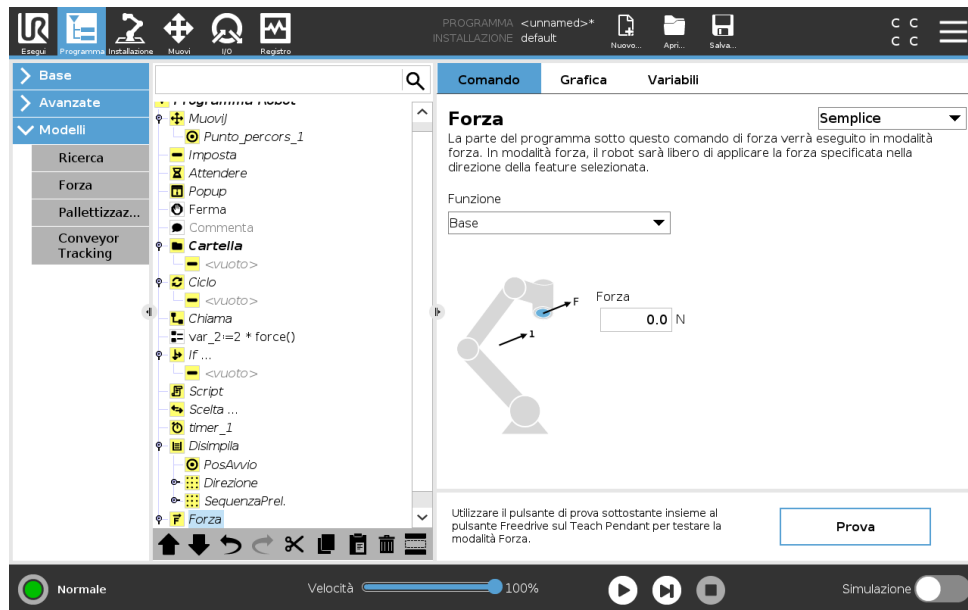 UR
Esegui
Programma
Installazione
Muovi
I/O
Registro
PROGRAMMA <unnamed>*
INSTALLAZIONE default
Nuovo...
Apri...
Salva...
C C
C C
Base
Avanzate
Modelli
Ricerca
Forza
Pallettizzaz...
Conveyor
Tracking
Programma Robot
MuoviJ
Punto_percors_1
Imposta
Attendere
Popup
Ferma
Commenta
Cartella
<vuoto>
Ciclo
<vuoto>
Chiama
var_2:=2 * force()
If ...
<vuoto>
Script
Scelta ...
timer_1
Disimpila
PosAvvio
Direzione
SequenzaPrel.
Forza
Comando
Grafica
Variabili
Forza
Semplice
La parte del programma sotto questo comando di forza verrà eseguito in modalità
forza. In modalità forza, il robot sarà libero di applicare la forza specificata nella
direzione della feature selezionata.
Funzione
Base
F
1
Forza
0.0 N
Utilizzare il pulsante di prova sottostante insieme al
pulsante Freedrive sul Teach Pendant per testare la
modalità Forza.
Prova
Normale
Velocità
100%
Simulazione